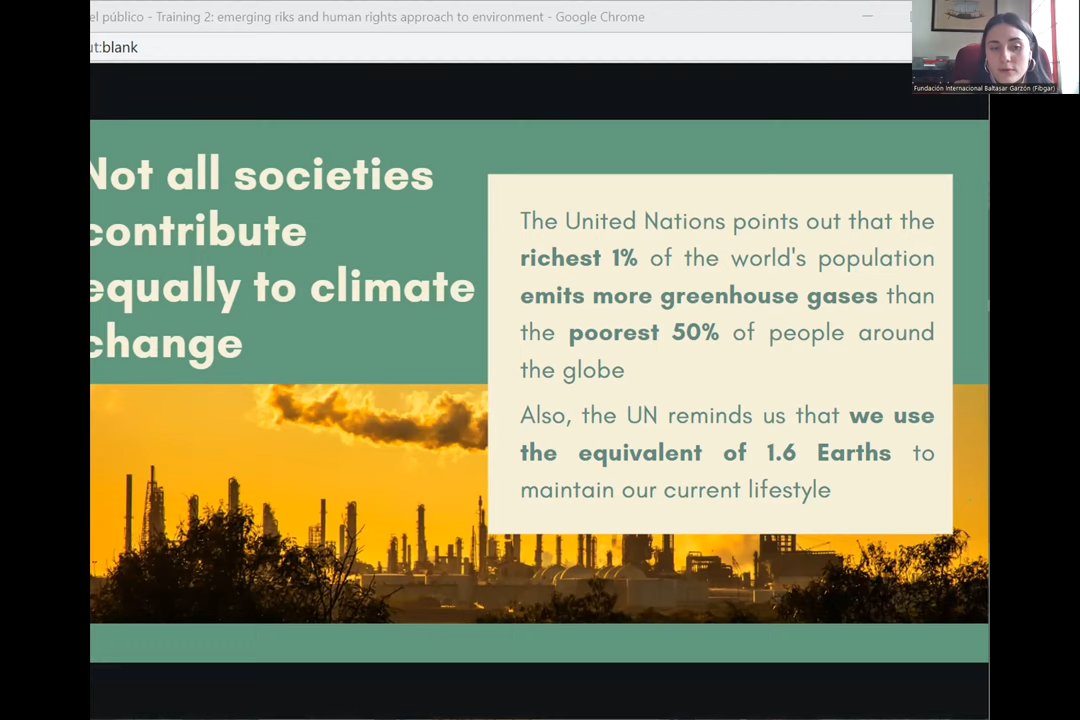 el público - Training 2: emerging riks and human rights approach to environment - Google Chrome
ut:blank
Fundación Internacional Baltasar Garzón (Fibgar)
Not all societies
contribute
equally to climate
change
The United Nations points out that the
richest 1% of the world's population
emits more greenhouse gases than
the poorest 50% of people around
the globe
Also, the UN reminds us that we use
the equivalent of 1.6 Earths to
maintain our current lifestyle